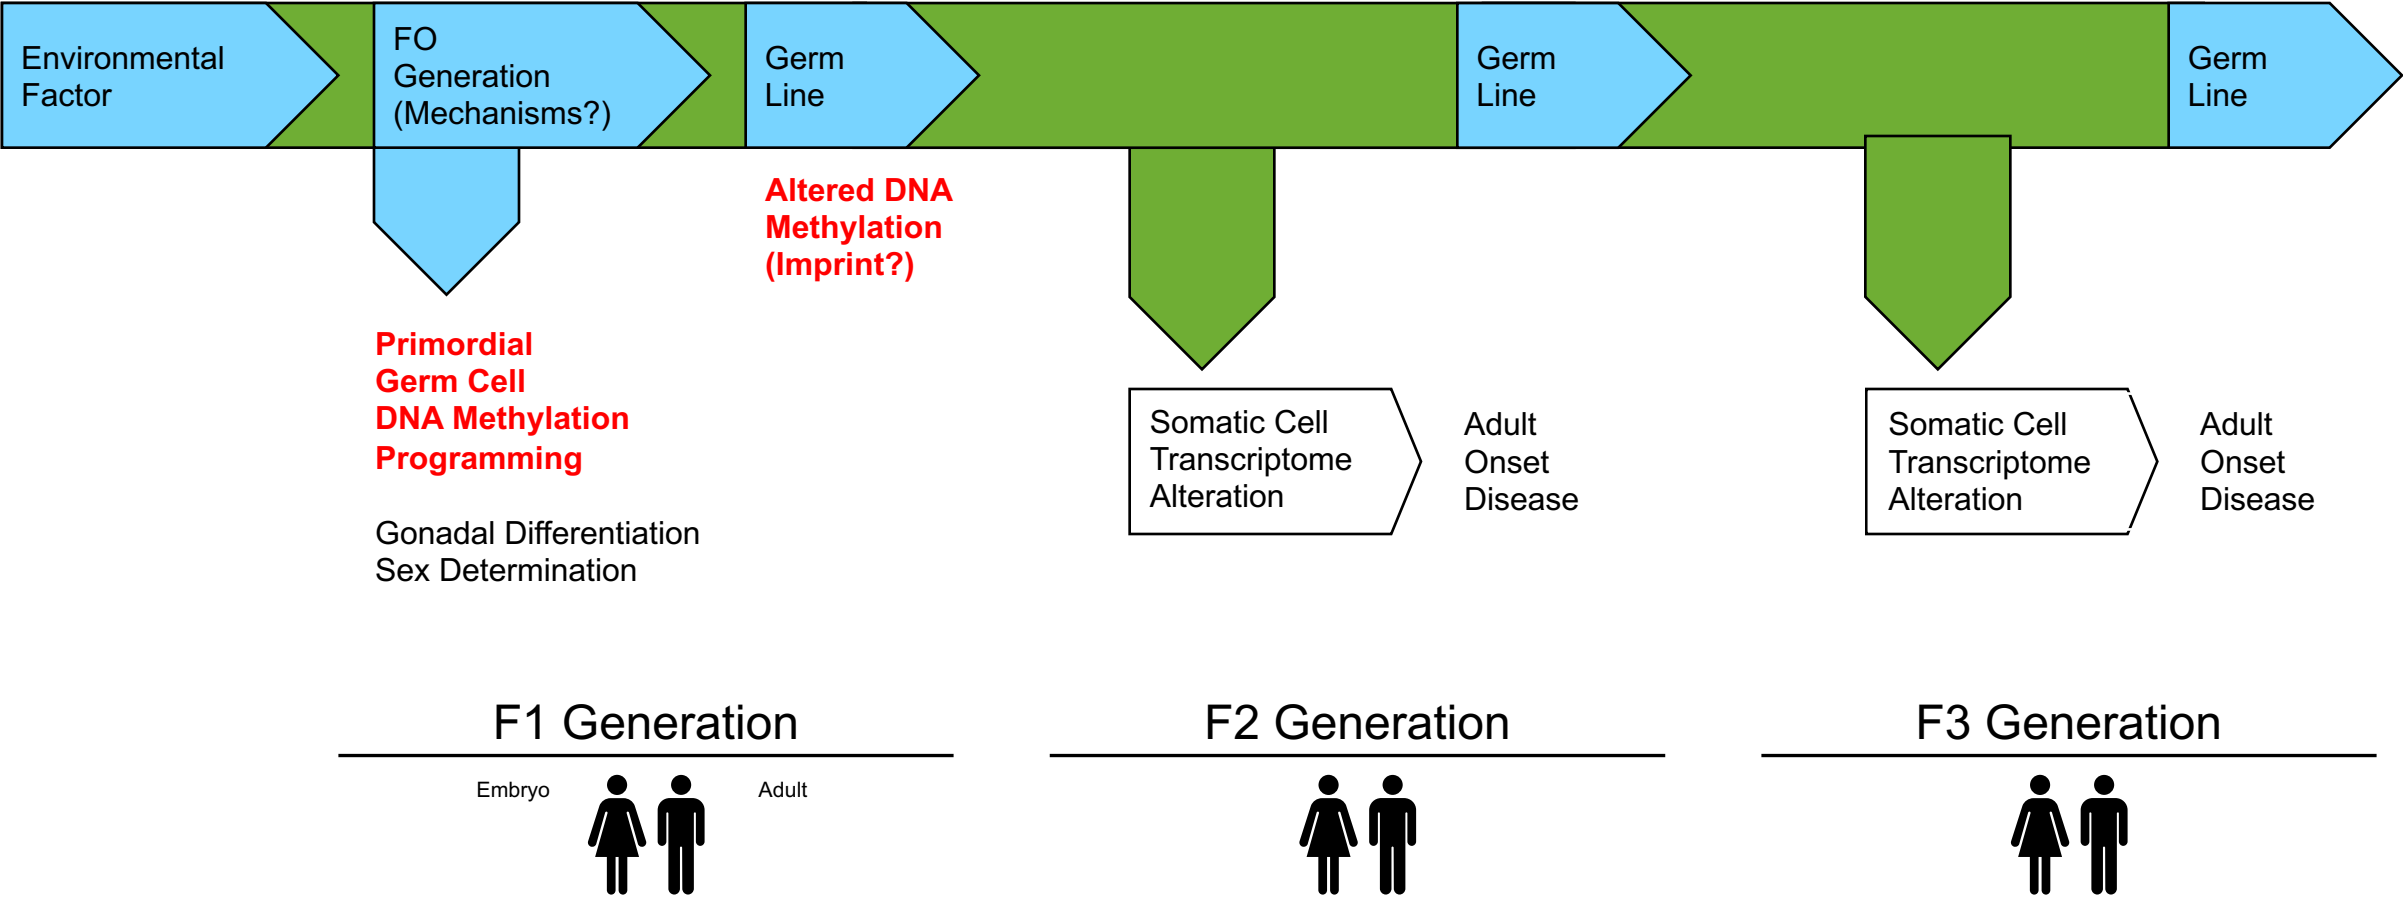 Environmental
Factor
FO
Generation
(Mechanisms?)
Germ
Line
Germ
Line
Germ
Line
Altered DNA
Methylation
(Imprint?)
Primordial
Germ Cell
DNA Methylation
Programming
Gonadal Differentiation
Sex Determination
Somatic Cell
Transcriptome
Alteration
Adult
Onset
Disease
Somatic Cell
Transcriptome
Alteration
Adult
Onset
Disease
F1 Generation
Embryo
Adult
F2 Generation
F3 Generation